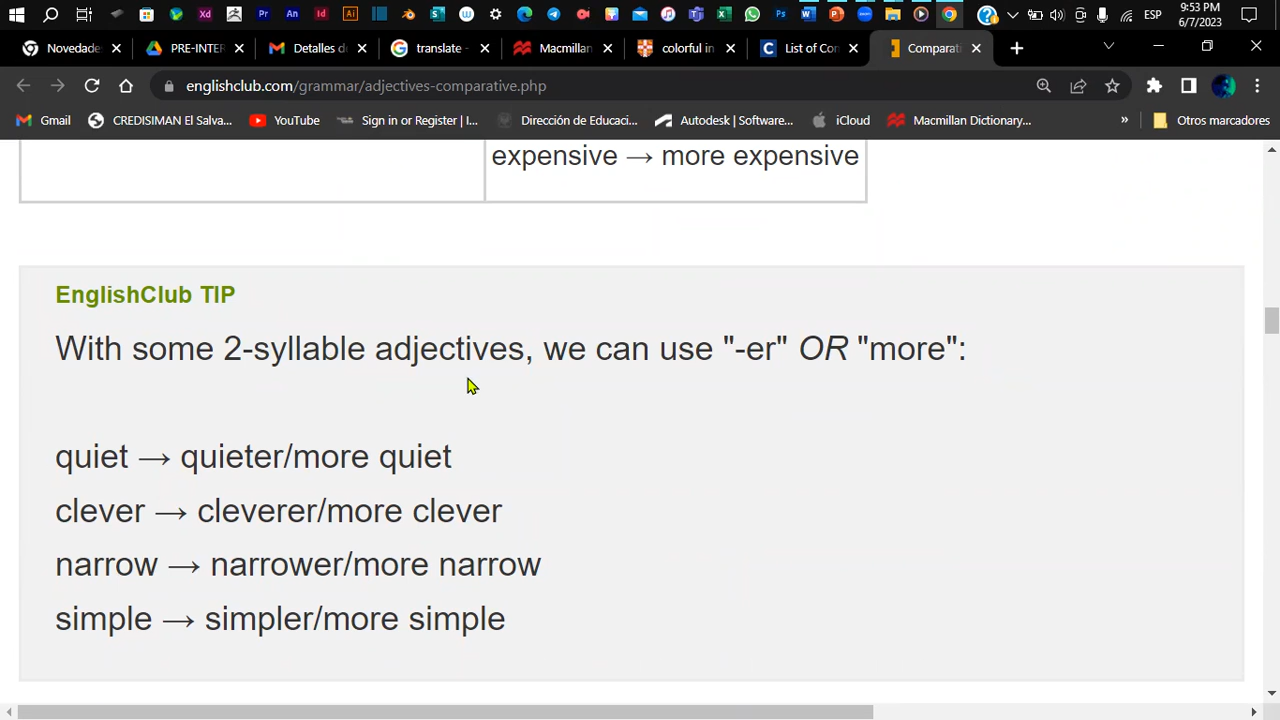 9:53 PM
ESP
6/7/2023
Novedade
PRE-INTER
Detalles de
translate -
Macmillan
colorful in
List of Con
Comparati
englishclub.com/grammar/adjectives-comparative.php
Gmail
CREDISIMAN El Salva...
YouTube
Sign in or Register | I...
Dirección de Educaci...
Autodesk | Software...
iCloud
Macmillan Dictionary...
»
Otros marcadores
expensive → more expensive
EnglishClub TIP
With some 2-syllable adjectives, we can use "-er" OR "more":
quiet → quieter/more quiet
clever → cleverer/more clever
narrow → narrower/more narrow
simple → simpler/more simple